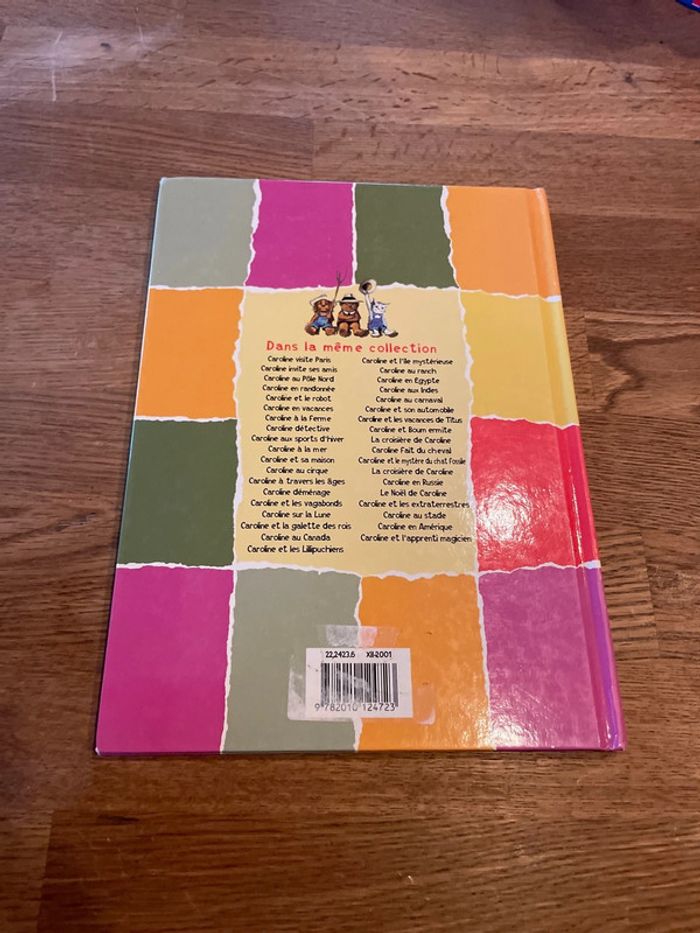 Dans la même collection
Caroline visite Paris
Caroline invite ses amis
Caroline au Pôle Nord
Caroline en randonnée
Caroline et le robot
Caroline en vacances
Caroline à la Ferme
Caroline détective
Caroline aux sports d'hiver
Caroline à la mer
Caroline et sa maison
Caroline au cirque
Caroline à travers les âges
Caroline déménage
Caroline et les vagabonds
Caroline sur la Lune
Caroline et la galette des rois
Caroline au Canada
Caroline et les Lillipuchiens
Caroline et l'île mystérieuse
Caroline au ranch
Caroline en Egypte
Caroline aux Indes
Caroline au carnaval
Caroline et son automobile
Caroline et les vacances de Titus
Caroline et Boum ermite
La croisière de Caroline
Caroline Fait du cheval
Caroline et le mystère du chat Fossile
La croisière de Caroline
Caroline en Russie
Le Noël de Caroline
Caroline et les extraterrestres
Caroline au stade
Caroline en Amérique
Caroline et l'apprenti magicien
22.2423.6 XII-2001
9 782010 124723